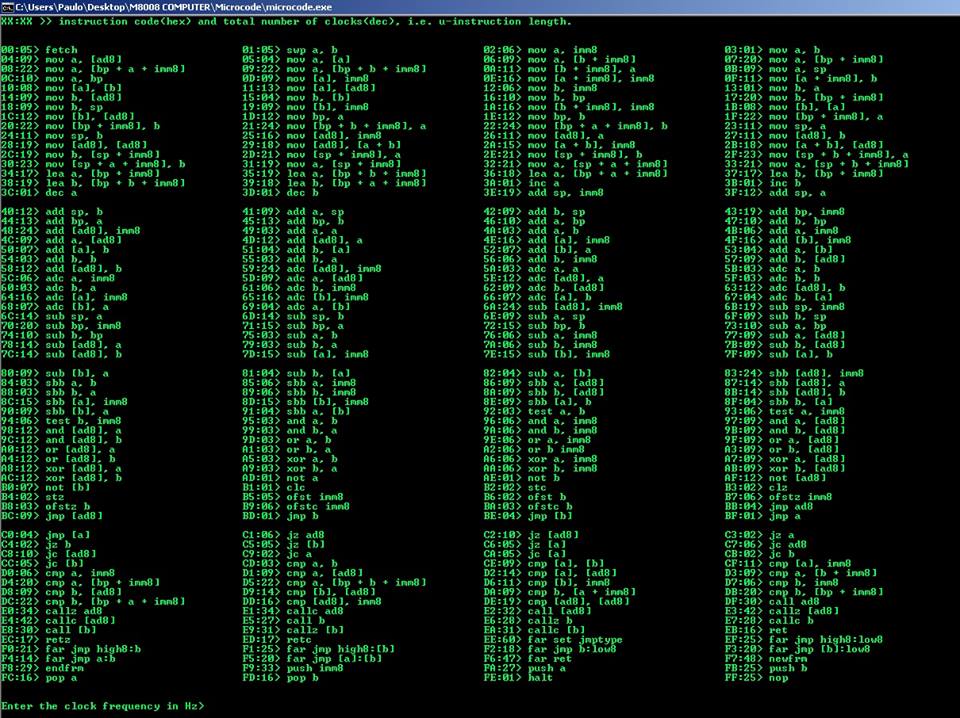 C:\Users\Paulo\Desktop\M8008 COMPUTER\Microcode\microcode.exe
XX:XX >> instruction code(hex) and total number of clocks(dec), i.e. u-instruction length.
00:05> fetch 01:05> swp a, b 02:06> mov a, imm8 03:01> mov a, b
04:09> mov a, [ad8] 05:04> mov a, [a] 06:09> mov a, [b + imm8] 07:20> mov a, [bp + imm8]
08:22> mov a, [bp + a + imm8] 09:22> mov a, [bp + b + imm8] 0A:11> mov [b + imm8], a 0B:09> mov a, sp
0C:10> mov a, bp 0D:09> mov [a], imm8 0E:16> mov [a + imm8], imm8 0F:11> mov [a + imm8], b
10:08> mov [a], [b] 11:13> mov [a], [ad8] 12:06> mov b, imm8 13:01> mov b, a
14:09> mov b, [ad8] 15:04> mov b, [b] 16:10> mov b, bp 17:20> mov b, [bp + imm8]
18:09> mov b, sp 19:09> mov [b], imm8 1A:16> mov [b + imm8], imm8 1B:08> mov [b], [a]
1C:12> mov [b], [ad8] 1D:12> mov bp, a 1E:12> mov bp, b 1F:22> mov [bp + imm8], a
20:22> mov [bp + imm8], b 21:24> mov [bp + b + imm8], a 22:24> mov [bp + a + imm8], b 23:11> mov sp, a
24:11> mov sp, b 25:16> mov [ad8], imm8 26:11> mov [ad8], a 27:11> mov [ad8], b
28:19> mov [ad8], [ad8] 29:18> mov [ad8], [a + b] 2A:15> mov [a + b], imm8 2B:18> mov [a + b], [ad8]
2C:19> mov b, [sp + imm8] 2D:21> mov [sp + imm8], a 2E:21> mov [sp + imm8], b 2F:23> mov [sp + b + imm8], a
30:23> mov [sp + a + imm8], b 31:19> mov a, [sp + imm8] 32:21> mov a, [sp + a + imm8] 33:21> mov a, [sp + b + imm8]
34:17> lea a, [bp + imm8] 35:19> lea a, [bp + b + imm8] 36:18> lea a, [bp + a + imm8] 37:17> lea b, [bp + imm8]
38:19> lea b, [bp + b + imm8] 39:18> lea b, [bp + a + imm8] 3A:01> inc a 3B:01> inc b
3C:01> dec a 3D:01> dec b 3E:19> add sp, imm8 3F:12> add sp, a
40:12> add sp, b 41:09> add a, sp 42:09> add b, sp 43:19> add bp, imm8
44:13> add bp, a 45:13> add bp, b 46:10> add a, bp 47:10> add b, bp
48:24> add [ad8], imm8 49:03> add a, a 4A:03> add a, b 4B:06> add a, imm8
4C:09> add a, [ad8] 4D:12> add [ad8], a 4E:16> add [a], imm8 4F:16> add [b], imm8
50:07> add [a], b 51:04> add b, [a] 52:07> add [b], a 53:04> add a, [b]
54:03> add b, b 55:03> add b, a 56:06> add b, imm8 57:09> add b, [ad8]
58:12> add [ad8], b 59:24> adc [ad8], imm8 5A:03> adc a, a 5B:03> adc a, b
5C:06> adc a, imm8 5D:09> adc a, [ad8] 5E:12> adc [ad8], a 5F:03> adc b, b
60:03> adc b, a 61:06> adc b, imm8 62:09> adc b, [ad8] 63:12> adc [ad8], b
64:16> adc [a], imm8 65:16> adc [b], imm8 66:07> adc [a], b 67:04> adc b, [a]
68:07> adc [b], a 69:04> adc a, [b] 6A:24> sub [ad8], imm8 6B:19> sub sp, imm8
6C:14> sub sp, a 6D:14> sub sp, b 6E:09> sub a, sp 6F:09> sub b, sp
70:20> sub bp, imm8 71:15> sub bp, a 72:15> sub bp, b 73:10> sub a, bp
74:10> sub b, bp 75:03> sub a, b 76:06> sub a, imm8 77:09> sub a, [ad8]
78:14> sub [ad8], a 79:03> sub b, a 7A:06> sub b, imm8 7B:09> sub b, [ad8]
7C:14> sub [ad8], b 7D:15> sub [a], imm8 7E:15> sub [b], imm8 7F:09> sub [a], b
80:09> sub [b], a 81:04> sub b, [a] 82:04> sub a, [b] 83:24> sbb [ad8], imm8
84:03> sbb a, b 85:06> sbb a, imm8 86:09> sbb a, [ad8] 87:14> sbb [ad8], a
88:03> sbb b, a 89:06> sbb b, imm8 8A:09> sbb b, [ad8] 8B:14> sbb [ad8], b
8C:15> sbb [a], imm8 8D:15> sbb [b], imm8 8E:09> sbb [a], b 8F:04> sbb b, [a]
90:09> sbb [b], a 91:04> sbb a, [b] 92:03> test a, b 93:06> test a, imm8
94:06> test b, imm8 95:03> and a, b 96:06> and a, imm8 97:09> and a, [ad8]
98:12> and [ad8], a 99:03> and b, a 9A:06> and b, imm8 9B:09> and b, [ad8]
9C:12> and [ad8], b 9D:03> or a, b 9E:06> or a, imm8 9F:09> or a, [ad8]
A0:12> or [ad8], a A1:03> or b, a A2:06> or b imm8 A3:09> or b, [ad8]
A4:12> or [ad8], b A5:03> xor a, b A6:06> xor a, imm8 A7:09> xor a, [ad8]
A8:12> xor [ad8], a A9:03> xor b, a AA:06> xor b, imm8 AB:09> xor b, [ad8]
AC:12> xor [ad8], b AD:01> not a AE:01> not b AF:12> not [ad8]
B0:07> not [b] B1:01> clc B2:02> stc B3:02> clz
B4:02> stz B5:05> ofst imm8 B6:02> ofst b B7:06> ofstz imm8
B8:03> ofstz b B9:06> ofstc imm8 BA:03> ofstc b BB:04> jmp ad8
BC:09> jmp [ad8] BD:01> jmp b BE:04> jmp [b] BF:01> jmp a
C0:04> jmp [a] C1:06> jz ad8 C2:10> jz [ad8] C3:02> jz a
C4:02> jz b C5:05> jz [b] C6:05> jz [a] C7:06> jc ad8
C8:10> jc [ad8] C9:02> jc a CA:05> jc [a] CB:02> jc b
CC:05> jc [b] CD:03> cmp a, b CE:09> cmp [a], [b] CF:11> cmp [a], imm8
D0:06> cmp a, imm8 D1:09> cmp a, [ad8] D2:14> cmp [a], [ad8] D3:09> cmp a, [b + imm8]
D4:20> cmp a, [bp + imm8] D5:22> cmp a, [bp + b + imm8] D6:11> cmp [b], imm8 D7:06> cmp b, imm8
D8:09> cmp b, [ad8] D9:14> cmp [b], [ad8] DA:09> cmp b, [a + imm8] DB:20> cmp b, [bp + imm8]
DC:22> cmp b, [bp + a + imm8] DD:16> cmp [ad8], imm8 DE:19> cmp [ad8], [ad8] DF:30> call ad8
E0:34> callz ad8 E1:34> callc ad8 E2:32> call [ad8] E3:42> callz [ad8]
E4:42> callc [ad8] E5:27> call b E6:28> callz b E7:28> callc b
E8:30> call [b] E9:31> callz [b] EA:31> callc [b] EB:16> ret
EC:17> retz ED:17> retc EE:60> far set jmptype EF:25> far jmp high8:low8
F0:21> far jmp high8:b F1:25> far jmp high8:[b] F2:18> far jmp b:low8 F3:20> far jmp [b]:low8
F4:14> far jmp a:b F5:20> far jmp [a]:[b] F6:47> far ret F7:48> newfrm
F8:29> endfrm F9:33> push imm8 FA:27> push a FB:25> push b
FC:16> pop a FD:16> pop b FE:01> halt FF:25> nop
Enter the clock frequency in Hz>